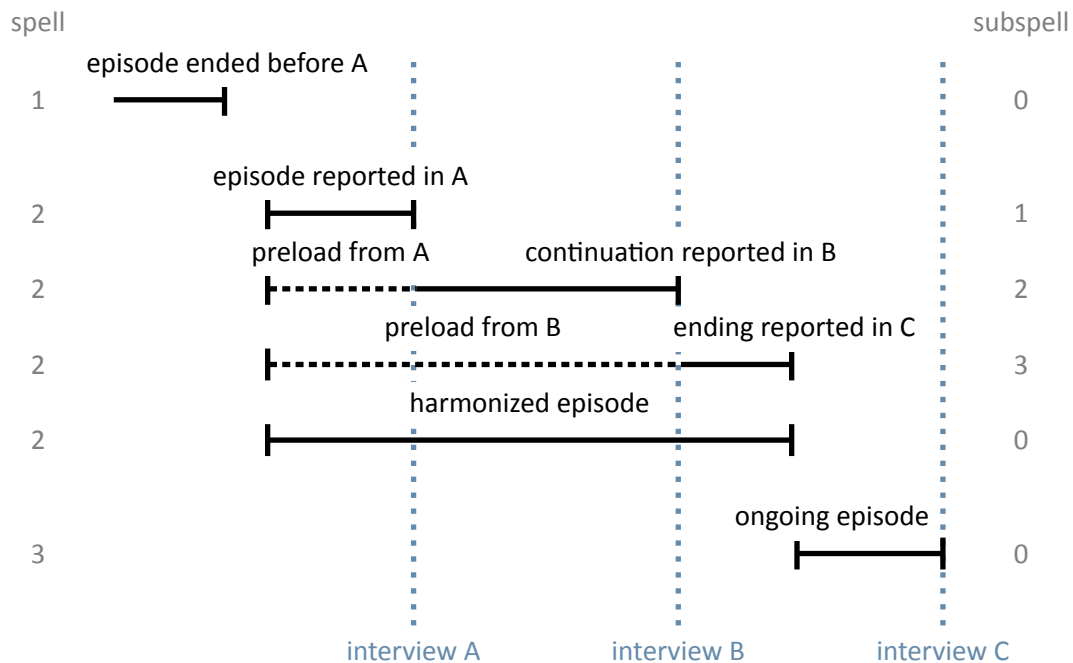 spell subspell
episode ended before A
1 0
episode reported in A
2 1
preload from A continuation reported in B
2 2
preload from B ending reported in C
2 3
harmonized episode
2 0
ongoing episode
3 0
interview A interview B interview C